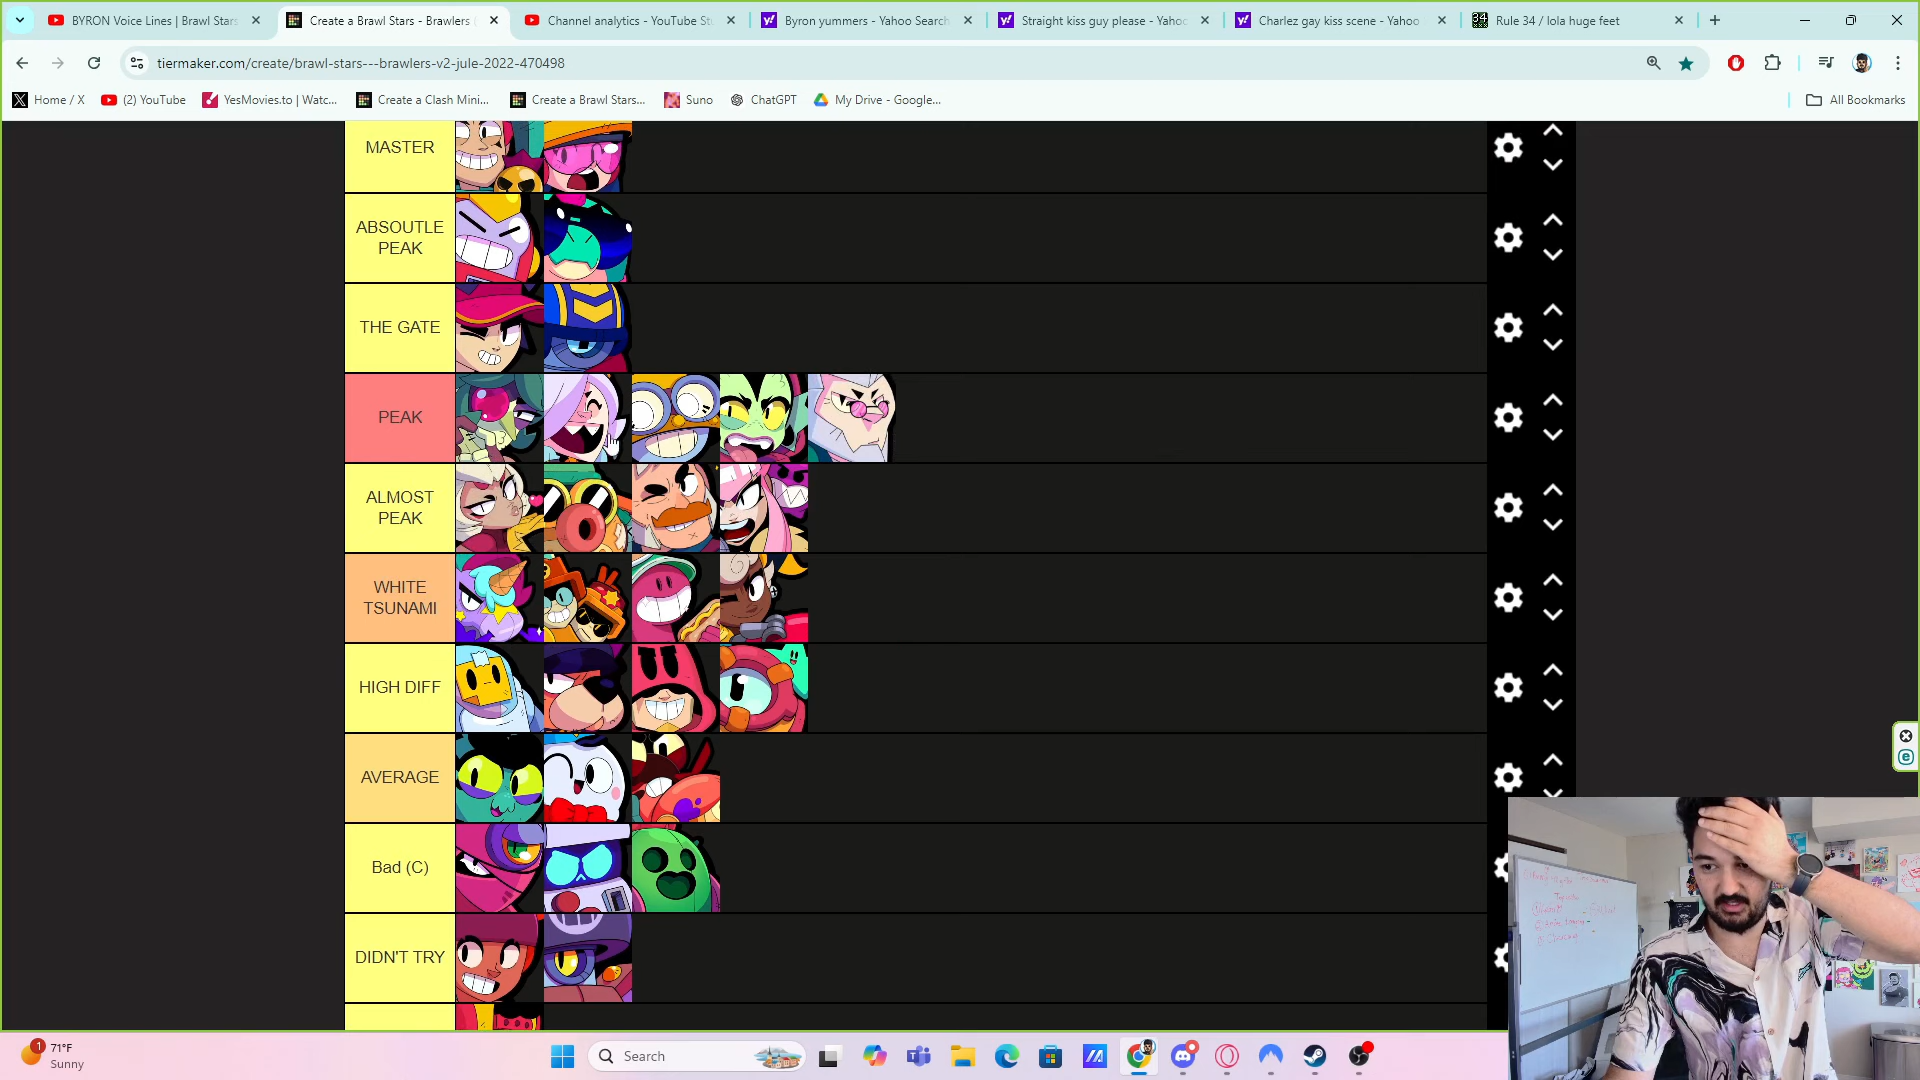 BYRON Voice Lines | Brawl Stars
Create a Brawl Stars - Brawlers (
Channel analytics - YouTube St
Byron yummers - Yahoo Search
Straight kiss guy please - Yahoo
Charlez gay kiss scene - Yahoo
Rule 34 / lola huge feet
tiermaker.com/create/brawl-stars---brawlers-v2-jule-2022-470498
Home / X
(2) YouTube
YesMovies.to | Watc...
Create a Clash Mini...
Create a Brawl Stars...
Suno
ChatGPT
My Drive - Google...
All Bookmarks
MASTER
ABSOUTLE
PEAK
THE GATE
PEAK
ALMOST
PEAK
WHITE
TSUNAMI
HIGH DIFF
AVERAGE
Bad (C)
DIDN'T TRY
1
71°F
Sunny
Search